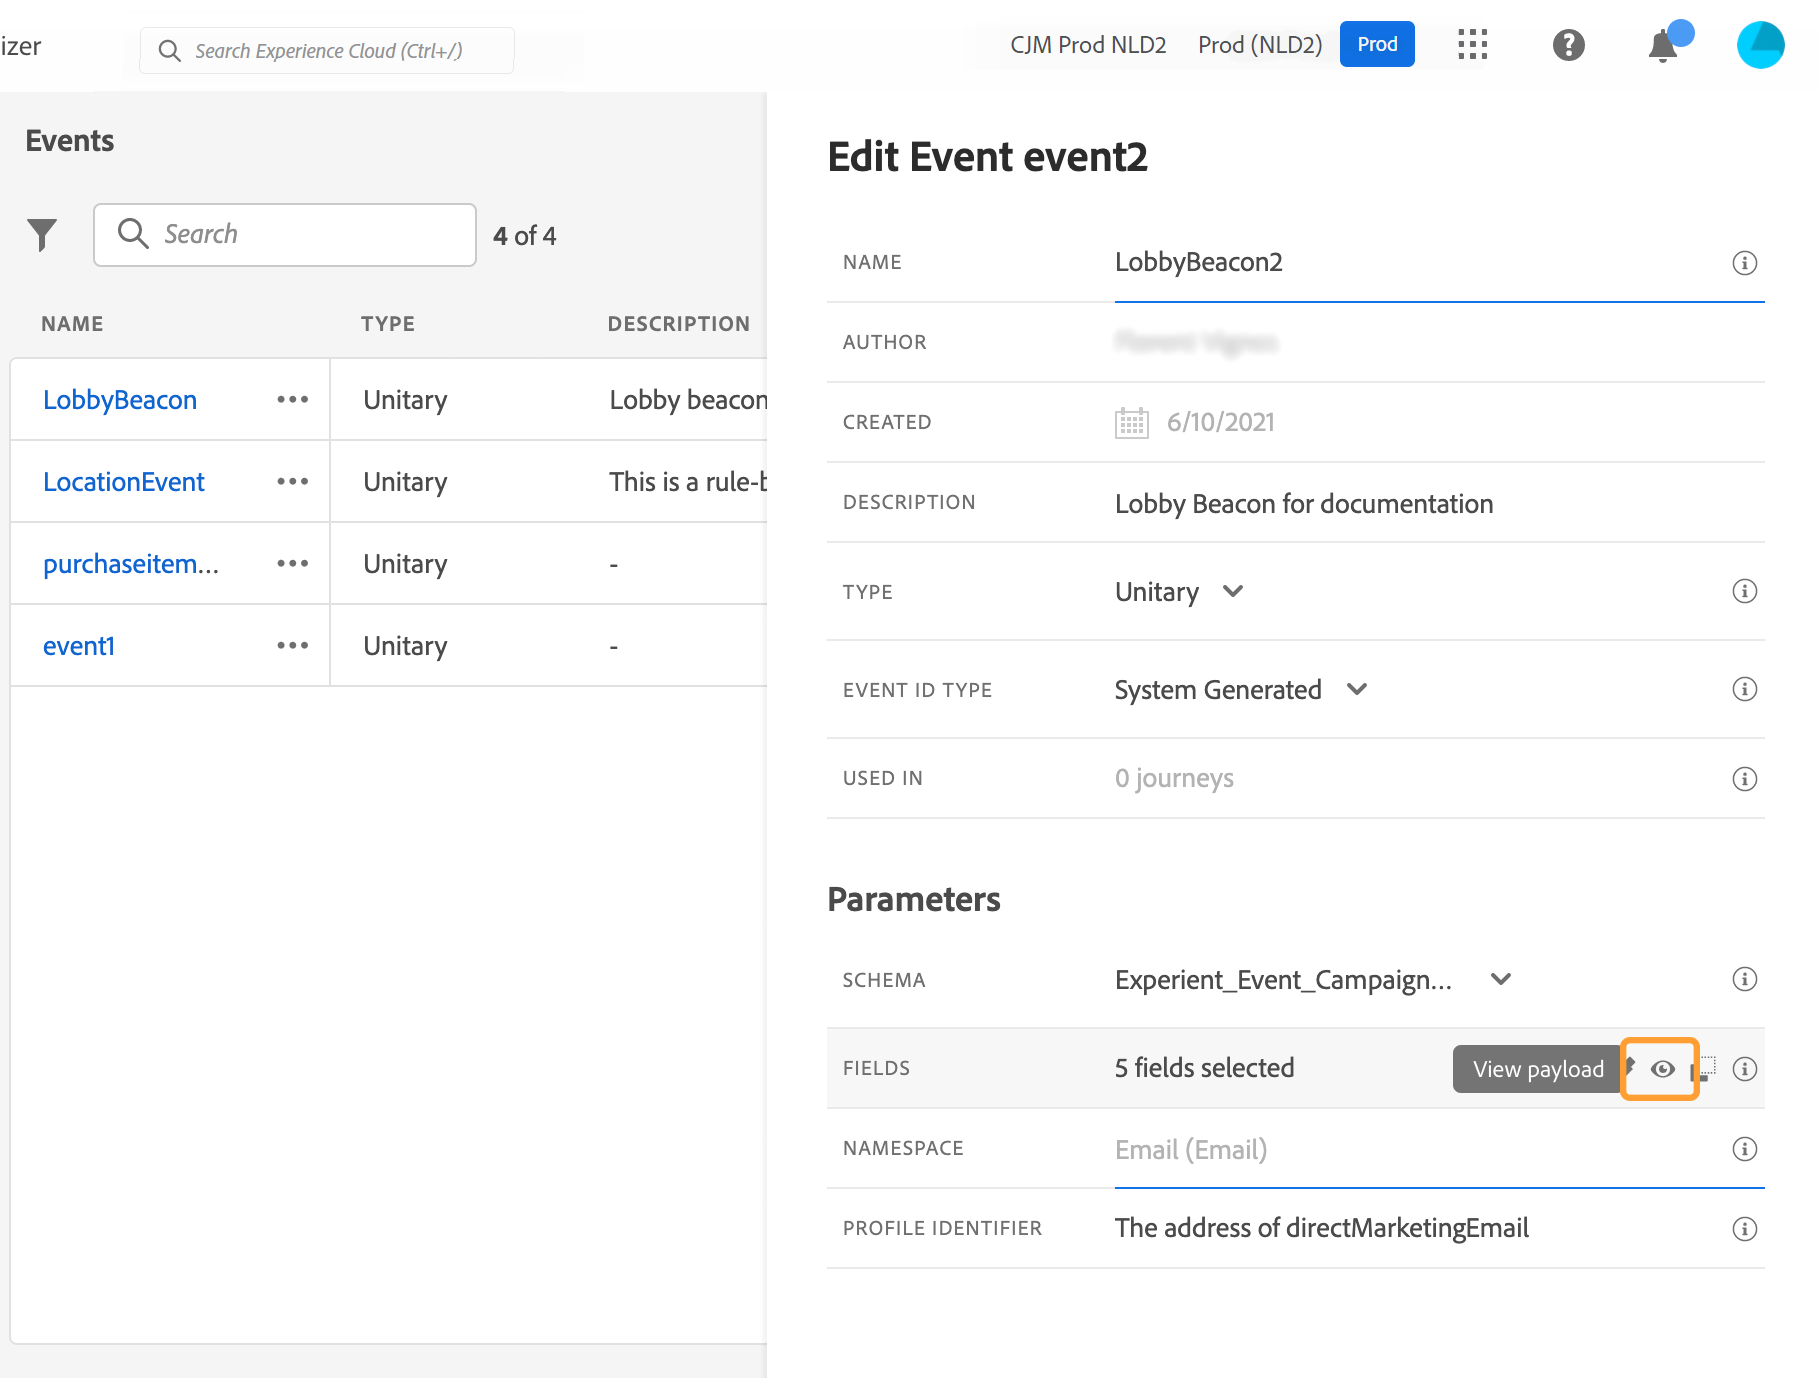 izer
Search Experience Cloud (Ctrl+/)
CJM Prod NLD2
Prod (NLD2)
Prod
Events
Search
4 of 4
NAME TYPE DESCRIPTION
LobbyBeacon ••• Unitary Lobby beacon
LocationEvent ••• Unitary This is a rule-b
purchaseitem... ••• Unitary -
event1 ••• Unitary -
Edit Event event2
NAME LobbyBeacon2
AUTHOR
CREATED 6/10/2021
DESCRIPTION Lobby Beacon for documentation
TYPE Unitary
EVENT ID TYPE System Generated
USED IN 0 journeys
Parameters
SCHEMA Experient_Event_Campaign...
FIELDS 5 fields selected View payload
NAMESPACE Email (Email)
PROFILE IDENTIFIER The address of directMarketingEmail